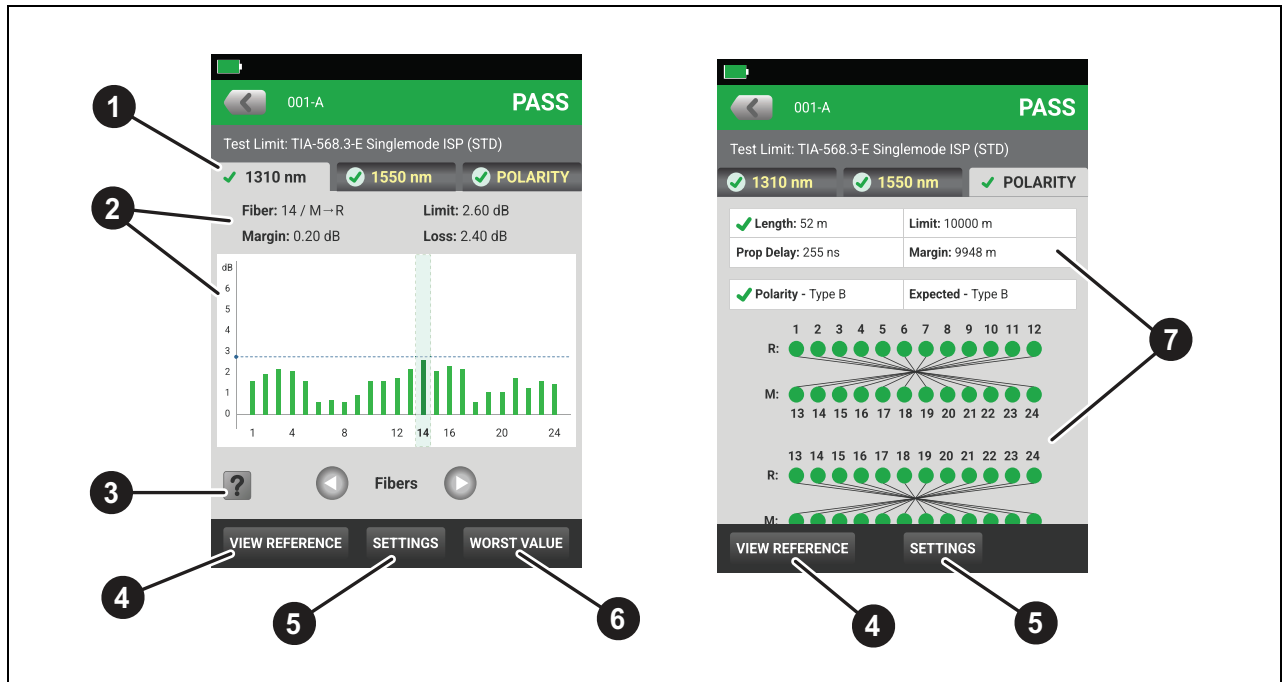 001-A
PASS
Test Limit: TIA-568.3-E Singlemode ISP (STD)
1
1310 nm
1550 nm
POLARITY
2
Fiber: 14 / M→R
Limit: 2.60 dB
Margin: 0.20 dB
Loss: 2.40 dB
dB
6
5
4
3
2
1
0
1 4 8 12 14 16 20 24
3
?
Fibers
VIEW REFERENCE
SETTINGS
WORST VALUE
4
5
6
001-A
PASS
Test Limit: TIA-568.3-E Singlemode ISP (STD)
1310 nm
1550 nm
POLARITY
Length: 52 m
Limit: 10000 m
Prop Delay: 255 ns
Margin: 9948 m
Polarity - Type B
Expected - Type B
7
1 2 3 4 5 6 7 8 9 10 11 12
R:
M:
13 14 15 16 17 18 19 20 21 22 23 24
13 14 15 16 17 18 19 20 21 22 23 24
R:
M:
VIEW REFERENCE
SETTINGS
4
5